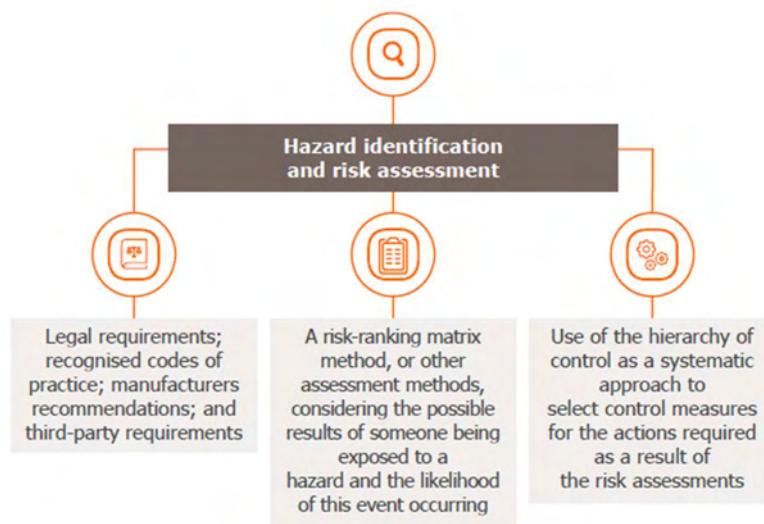 Hazard identification
and risk assessment
Legal requirements;
recognised codes of
practice; manufacturers
recommendations; and
third-party requirements
A risk-ranking matrix
method, or other
assessment methods,
considering the possible
results of someone being
exposed to a
hazard and the likelihood
of this event occurring
Use of the hierarchy of
control as a systematic
approach to
select control measures
for the actions required
as a result of
the risk assessments